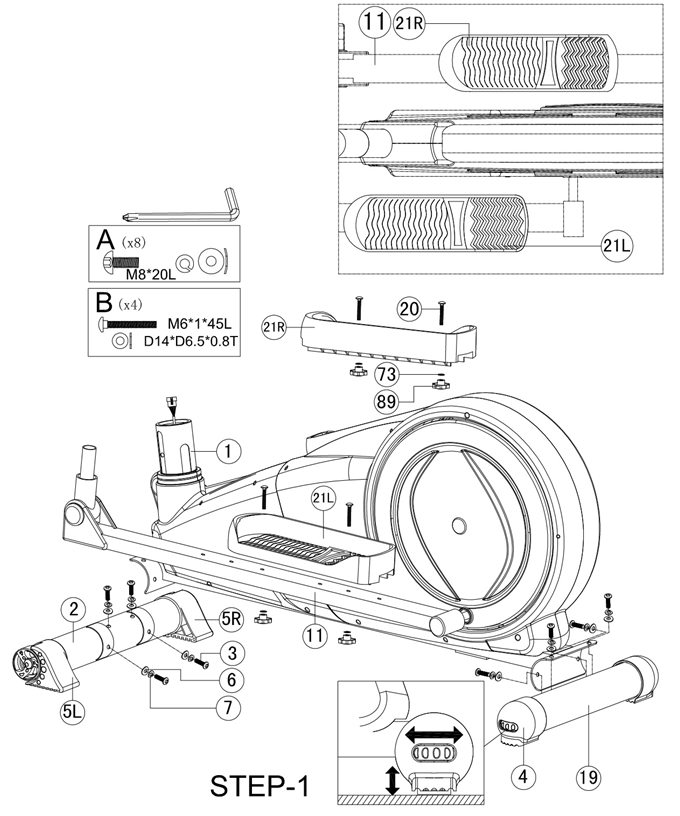 11 21R
21L
A (x8)
M8*20L
B (x4)
M6*1*45L
D14*D6.5*0.8T
21R
20
73
89
1
21L
2
5R
11
3
6
7
5L
4
19
STEP-1